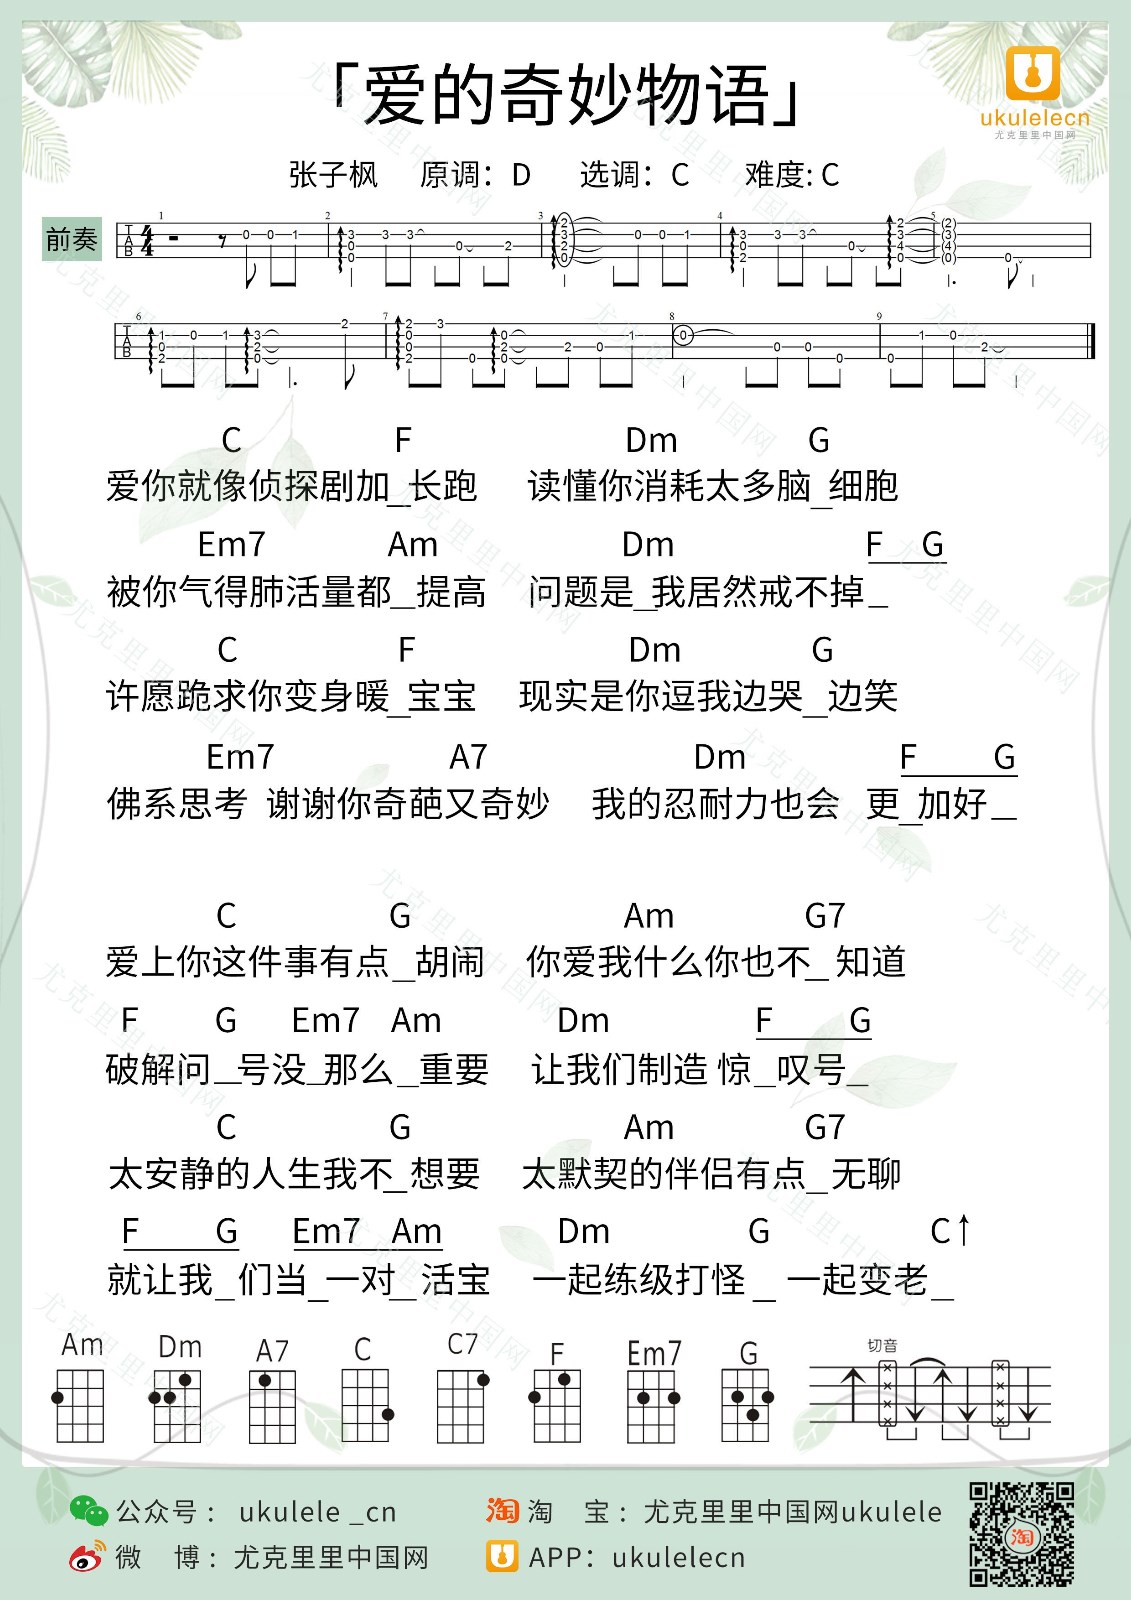 「爱的奇妙物语」
ukulelecn
尤克里里中国网
张子枫 原调：D 选调：C 难度: C
前奏
C F Dm G
爱你就像侦探剧加_长跑 读懂你消耗太多脑_细胞
Em7 Am Dm F G
被你气得肺活量都_提高 问题是_我居然戒不掉_
C F Dm G
许愿跪求你变身暖_宝宝 现实是你逗我边哭_边笑
Em7 A7 Dm F G
佛系思考 谢谢你奇葩又奇妙 我的忍耐力也会 更_加好_
C G Am G7
爱上你这件事有点_胡闹 你爱我什么你也不_知道
F G Em7 Am Dm F G
破解问_号没_那么_重要 让我们制造 惊_叹号_
C G Am G7
太安静的人生我不_想要 太默契的伴侣有点_无聊
F G Em7 Am Dm G C↑
就让我_们当_一对_活宝 一起练级打怪_ 一起变老_
Am Dm A7 C C7 F Em7 G 切音
公众号： ukulele _cn 淘 淘 宝：尤克里里中国网ukulele
微 博：尤克里里中国网 APP：ukulelecn
淘